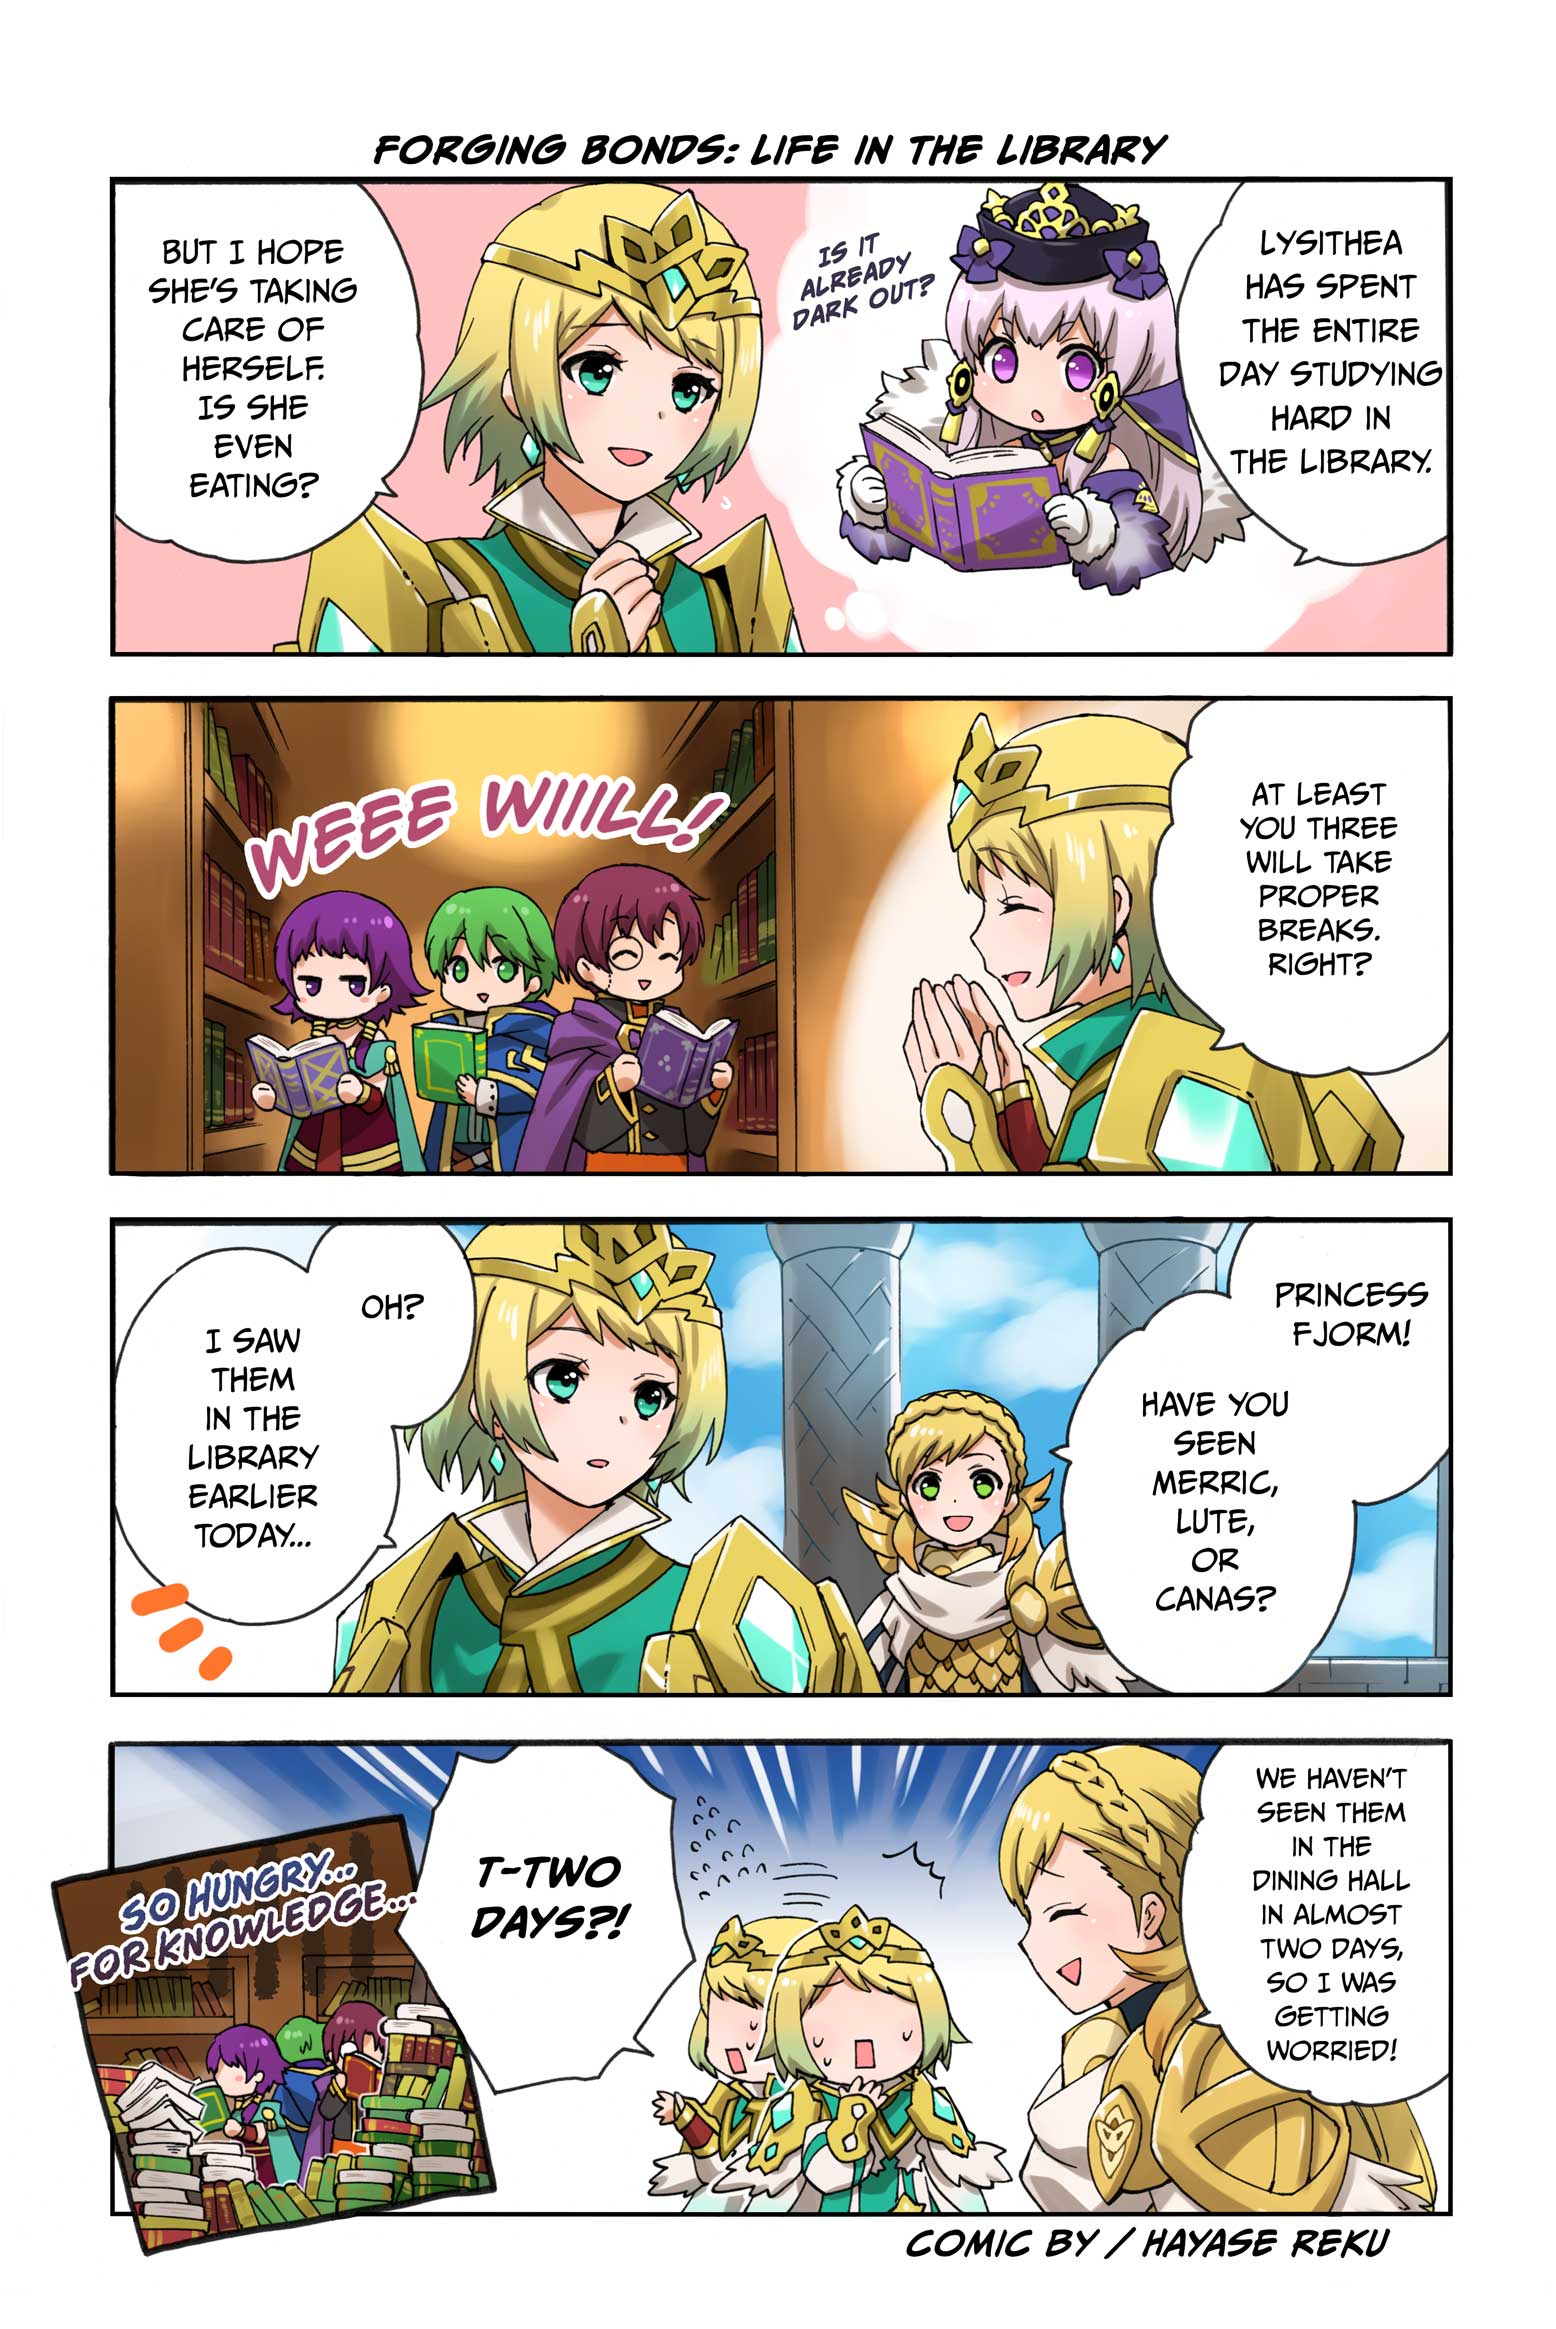 FORGING BONDS: LIFE IN THE LIBRARY
LYSITHEA
HAS SPENT
THE ENTIRE
DAY STUDYING
HARD IN
THE LIBRARY.
IS IT
ALREADY
DARK OUT?
BUT I HOPE
SHE'S TAKING
CARE OF
HERSELF.
IS SHE
EVEN
EATING?
AT LEAST
YOU THREE
WILL TAKE
PROPER
BREAKS.
RIGHT?
WEEE WIIILL!
PRINCESS
FJORM!
HAVE YOU
SEEN
MERRIC,
LUTE,
OR
CANAS?
OH?
I SAW
THEM
IN THE
LIBRARY
EARLIER
TODAY...
WE HAVEN'T
SEEN THEM
IN THE
DINING HALL
IN ALMOST
TWO DAYS,
SO I WAS
GETTING
WORRIED!
T-TWO
DAYS?!
SO HUNGRY...
FOR KNOWLEDGE...
COMIC BY / HAYASE REKU